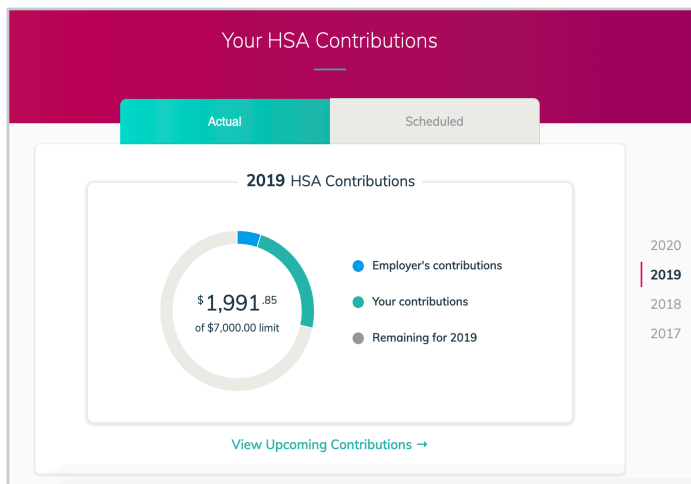 Your HSA Contributions
Actual
Scheduled
2019 HSA Contributions
$1,991.85
of $7,000.00 limit
Employer's contributions
Your contributions
Remaining for 2019
View Upcoming Contributions →
2020
2019
2018
2017